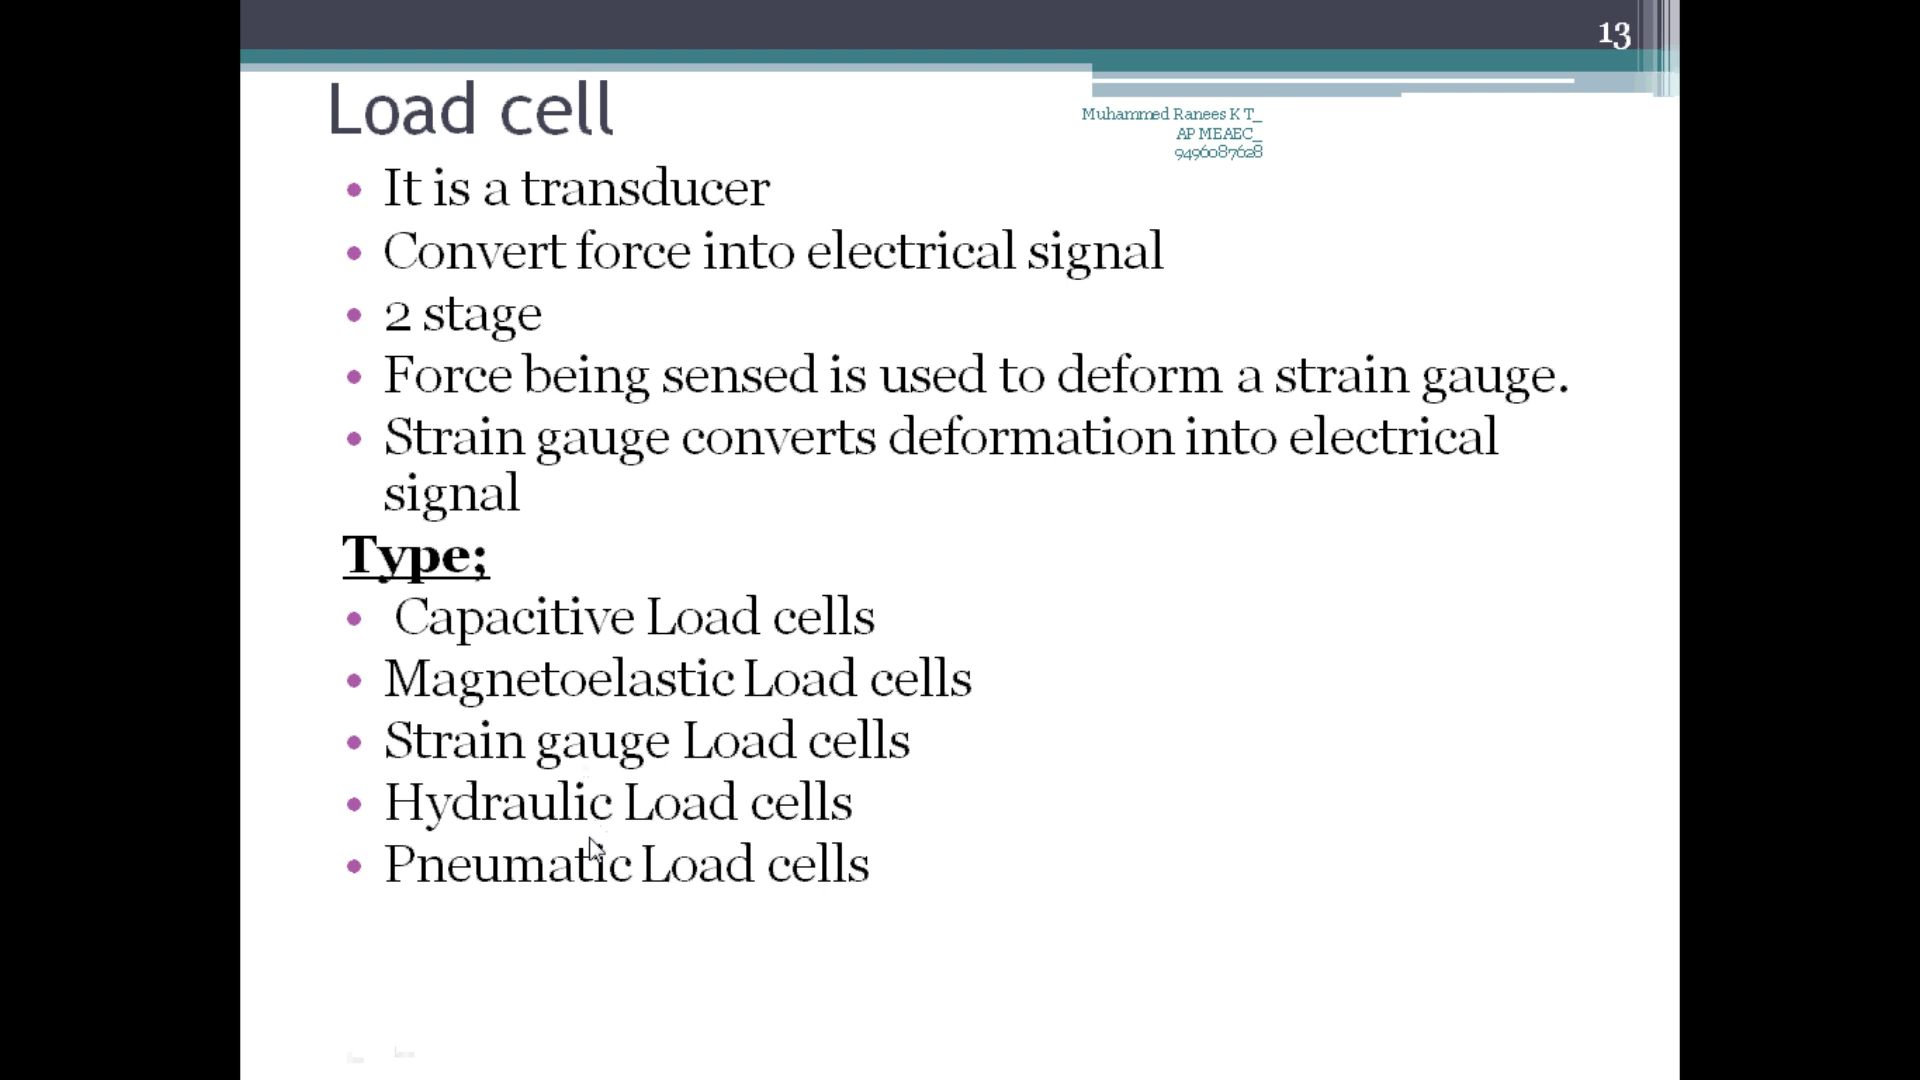 13
Load cell
Muhammed Ranees K T_
AP MEAEC_
9496087628
• It is a transducer
• Convert force into electrical signal
• 2 stage
• Force being sensed is used to deform a strain gauge.
• Strain gauge converts deformation into electrical
signal
Type;
• Capacitive Load cells
• Magnetoelastic Load cells
• Strain gauge Load cells
• Hydraulic Load cells
• Pneumatic Load cells